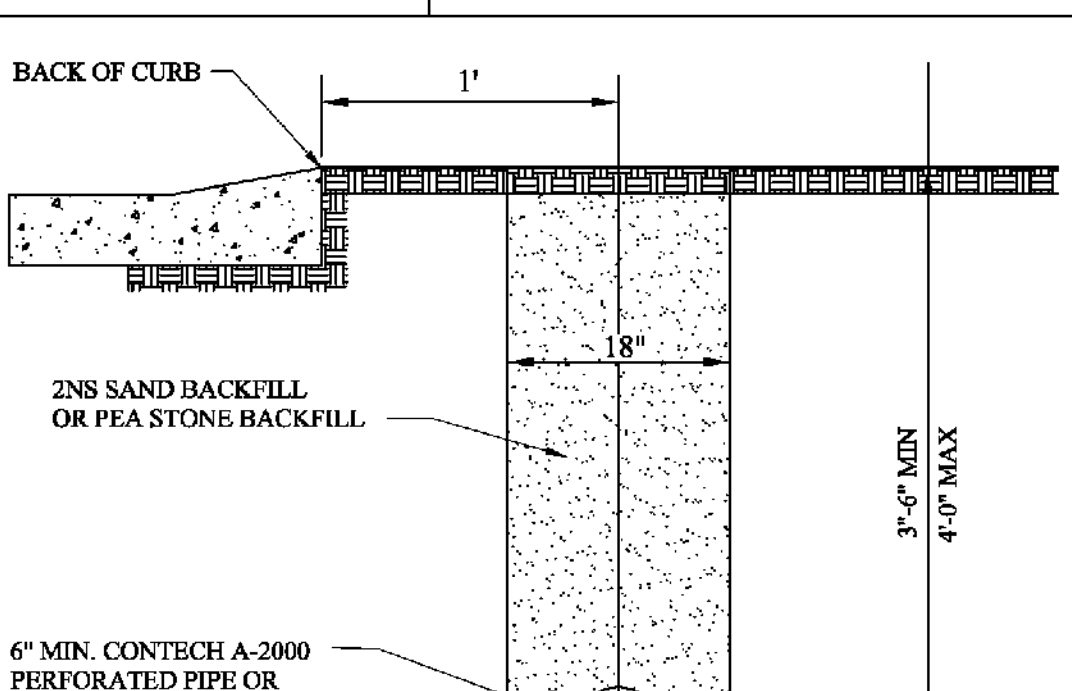 BACK OF CURB
1'
18"
2NS SAND BACKFILL
OR PEA STONE BACKFILL
3"-6" MIN
4'-0" MAX
6" MIN. CONTECH A-2000
PERFORATED PIPE OR